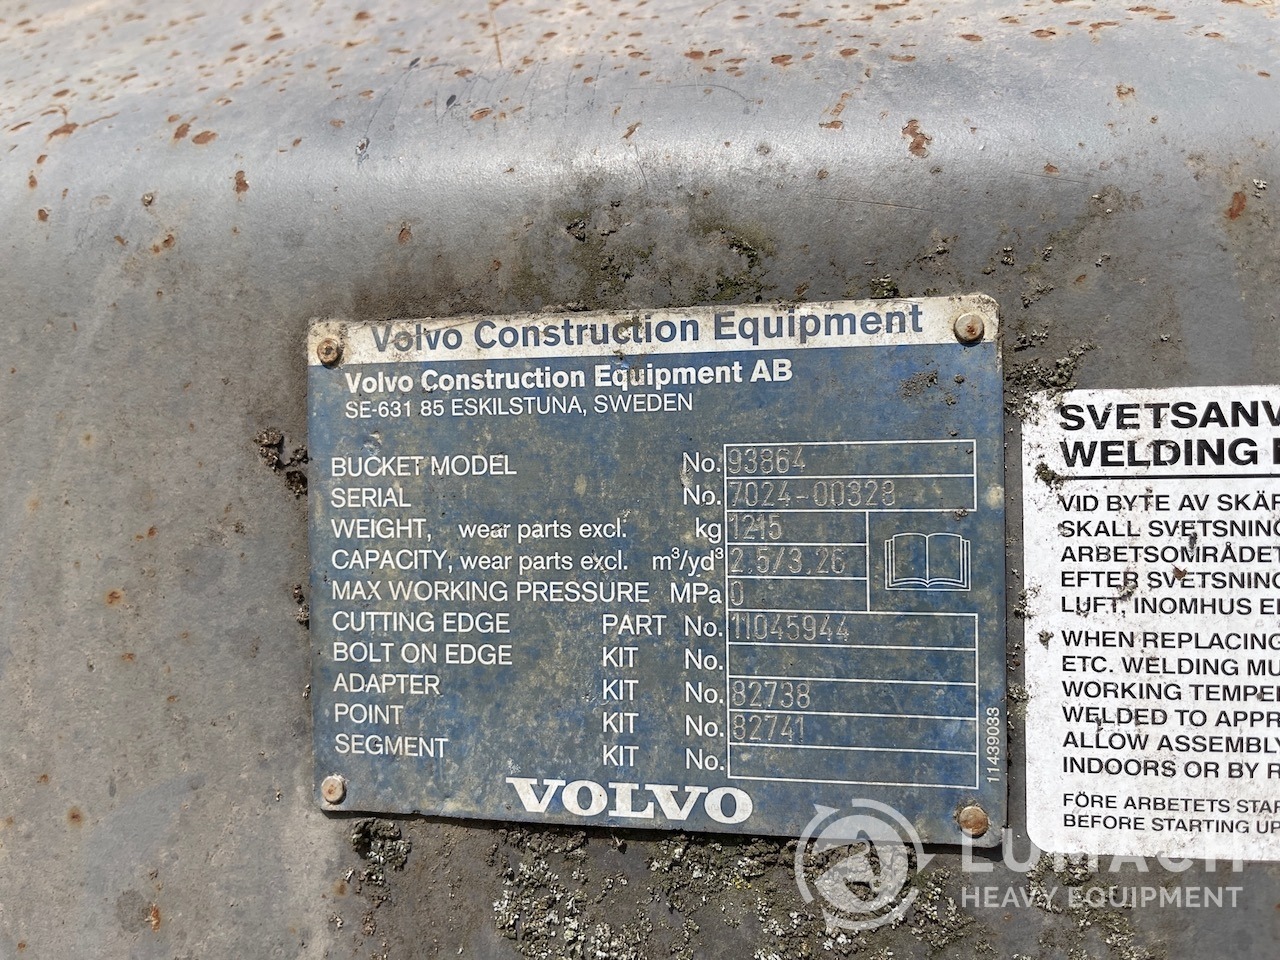 Volvo Construction Equipment
Volvo Construction Equipment AB
SE-631 85 ESKILSTUNA, SWEDEN
BUCKET MODEL No. 93864
SERIAL No. 7024-00328
WEIGHT, wear parts excl. kg 1215
CAPACITY, wear parts excl. m³/yd³ 2.5/3.26
MAX WORKING PRESSURE MPa 0
CUTTING EDGE PART No. 11045944
BOLT ON EDGE KIT No.
ADAPTER KIT No. 82738
POINT KIT No. 82741
SEGMENT KIT No.
11439033
VOLVO
SVETSANV
WELDING
VID BYTE AV SKÄR
SKALL SVETSNING
ARBETSOMRÅDET
EFTER SVETSNING
LUFT, INOMHUS EL
WHEN REPLACING
ETC. WELDING MU
WORKING TEMPER
WELDED TO APPR
ALLOW ASSEMBLY
INDOORS OR BY R
FÖRE ARBETETS STAR
BEFORE STARTING UP
LUMACH
HEAVY EQUIPMENT